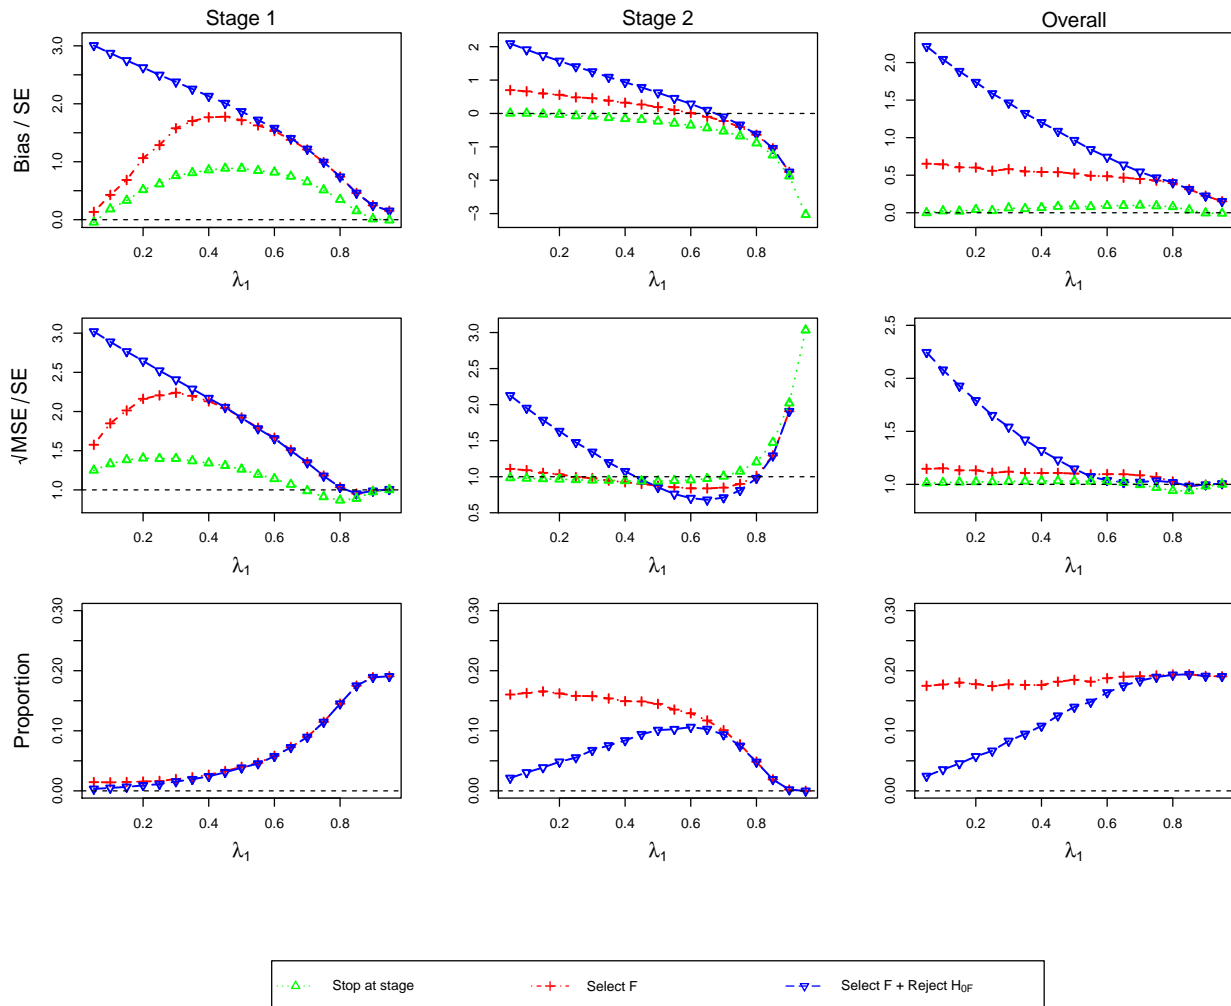 Stage 1
Stage 2
Overall
Bias / SE
0.0 1.0 2.0 3.0
0.2 0.4 0.6 0.8
λ₁
−3 −2 −1 0 1 2
0.2 0.4 0.6 0.8
λ₁
0.0 0.5 1.0 1.5 2.0
0.2 0.4 0.6 0.8
λ₁
√MSE / SE
1.0 1.5 2.0 2.5 3.0
0.2 0.4 0.6 0.8
λ₁
0.5 1.0 1.5 2.0 2.5 3.0
0.2 0.4 0.6 0.8
λ₁
1.0 1.5 2.0 2.5
0.2 0.4 0.6 0.8
λ₁
Proportion
0.00 0.10 0.20 0.30
0.2 0.4 0.6 0.8
λ₁
0.00 0.10 0.20 0.30
0.2 0.4 0.6 0.8
λ₁
0.00 0.10 0.20 0.30
0.2 0.4 0.6 0.8
λ₁
Stop at stage
Select F
Select F + Reject H0F